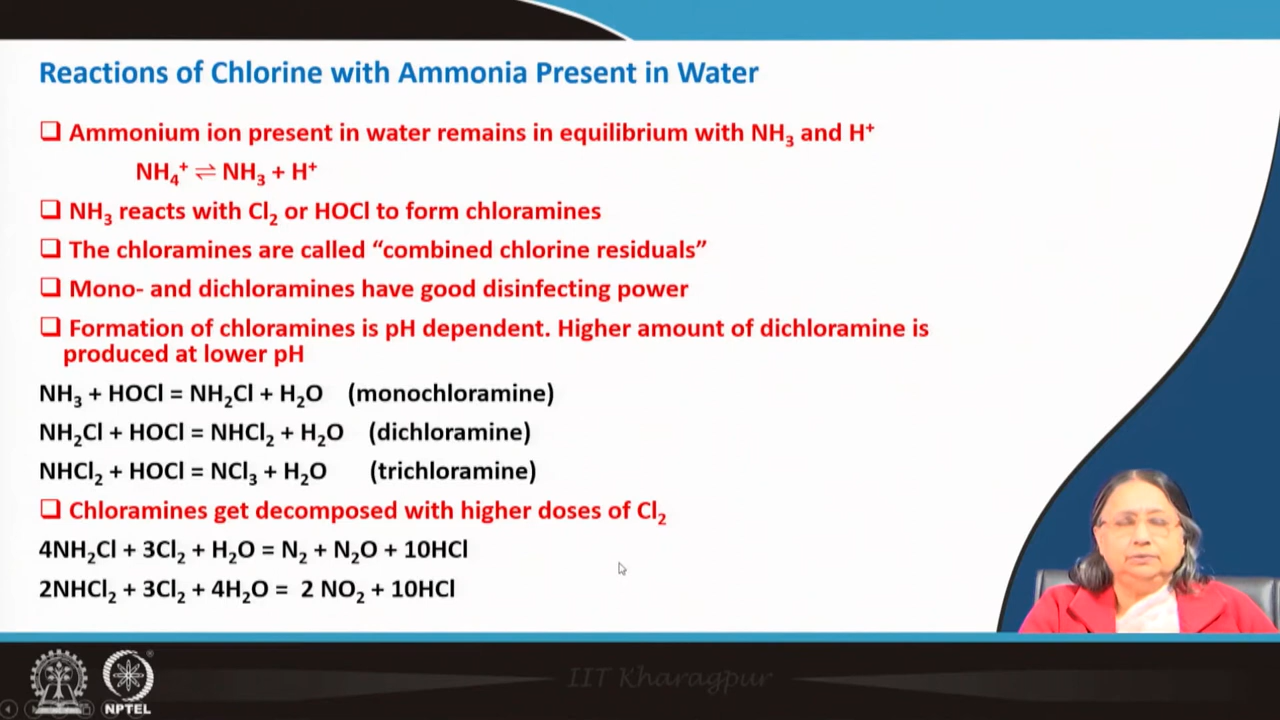 Reactions of Chlorine with Ammonia Present in Water
❑ Ammonium ion present in water remains in equilibrium with NH₃ and H⁺
NH₄⁺ ⇌ NH₃ + H⁺
❑ NH₃ reacts with Cl₂ or HOCl to form chloramines
❑ The chloramines are called “combined chlorine residuals”
❑ Mono- and dichloramines have good disinfecting power
❑ Formation of chloramines is pH dependent. Higher amount of dichloramine is
produced at lower pH
NH₃ + HOCl = NH₂Cl + H₂O (monochloramine)
NH₂Cl + HOCl = NHCl₂ + H₂O (dichloramine)
NHCl₂ + HOCl = NCl₃ + H₂O (trichloramine)
❑ Chloramines get decomposed with higher doses of Cl₂
4NH₂Cl + 3Cl₂ + H₂O = N₂ + N₂O + 10HCl
2NHCl₂ + 3Cl₂ + 4H₂O = 2 NO₂ + 10HCl
IIT Kharagpur
NPTEL